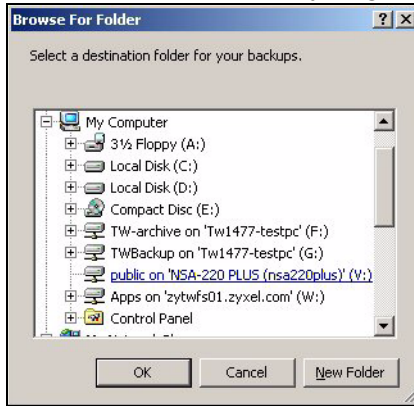 Browse For Folder
Select a destination folder for your backups.
My Computer
3½ Floppy (A:)
Local Disk (C:)
Local Disk (D:)
Compact Disc (E:)
TW-archive on 'Tw1477-testpc' (F:)
TWBackup on 'Tw1477-testpc' (G:)
public on 'NSA-220 PLUS (nsa220plus)' (V:)
Apps on 'zytwfs01.zyxel.com' (W:)
Control Panel
OK Cancel New Folder